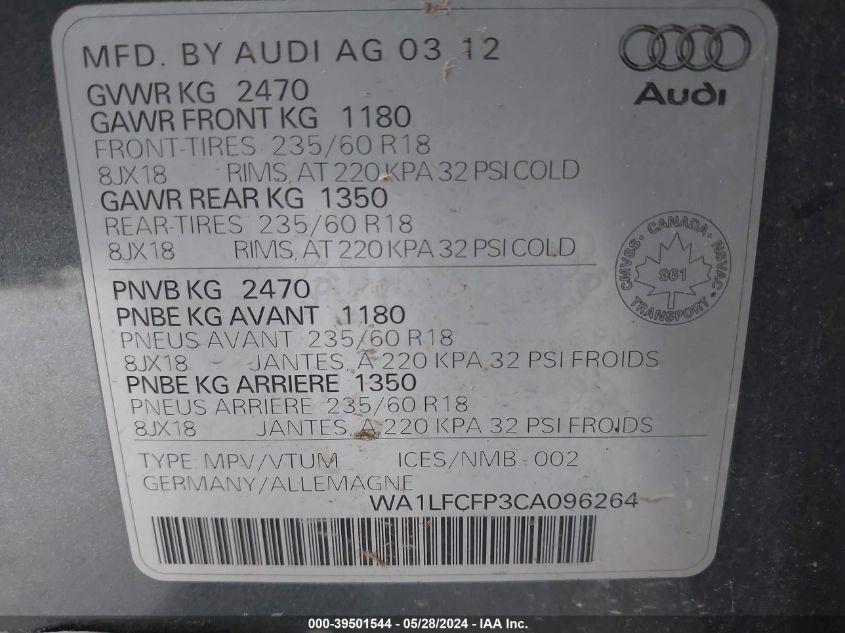 MFD. BY AUDI AG 03 12
Audi
GVWR KG 2470
GAWR FRONT KG 1180
FRONT-TIRES 235/60 R18
8JX18 RIMS, AT 220 KPA 32 PSI COLD
GAWR REAR KG 1350
REAR-TIRES 235/60 R18
8JX18 RIMS, AT 220 KPA 32 PSI COLD
CMVSS · CANADA · NSVAC · TRANSPORT ·
961
PNVB KG 2470
PNBE KG AVANT 1180
PNEUS AVANT 235/60 R18
8JX18 JANTES, A 220 KPA 32 PSI FROIDS
PNBE KG ARRIERE 1350
PNEUS ARRIERE 235/60 R18
8JX18 JANTES, A 220 KPA 32 PSI FROIDS
TYPE: MPV/VTUM ICES/NMB - 002
GERMANY/ALLEMAGNE
WA1LFCFP3CA096264
000-39501544 - 05/28/2024 - IAA Inc.